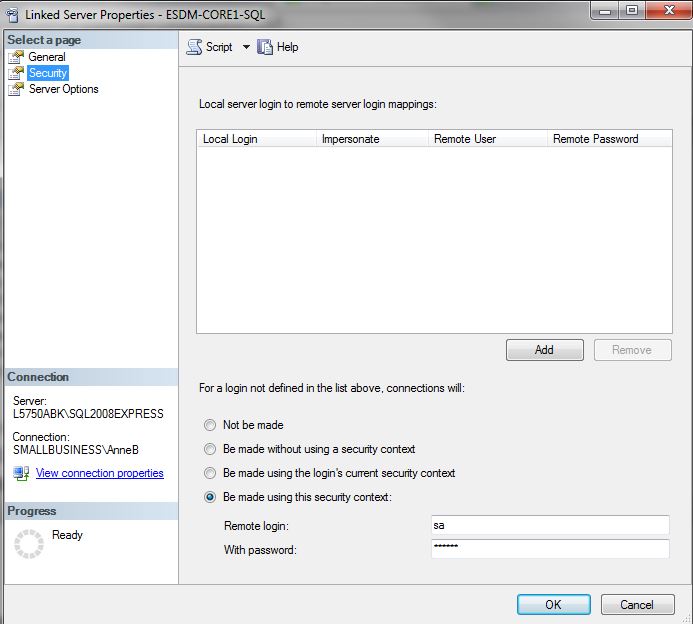 Linked Server Properties - ESDM-CORE1-SQL
Select a page
General
Security
Server Options
Script
Help
Local server login to remote server login mappings:
Local Login Impersonate Remote User Remote Password
Add Remove
Connection
Server:
L5750ABK\SQL2008EXPRESS
Connection:
SMALLBUSINESS\AnneB
View connection properties
Progress
Ready
For a login not defined in the list above, connections will:
Not be made
Be made without using a security context
Be made using the login's current security context
Be made using this security context:
Remote login: sa
With password: ******
OK Cancel